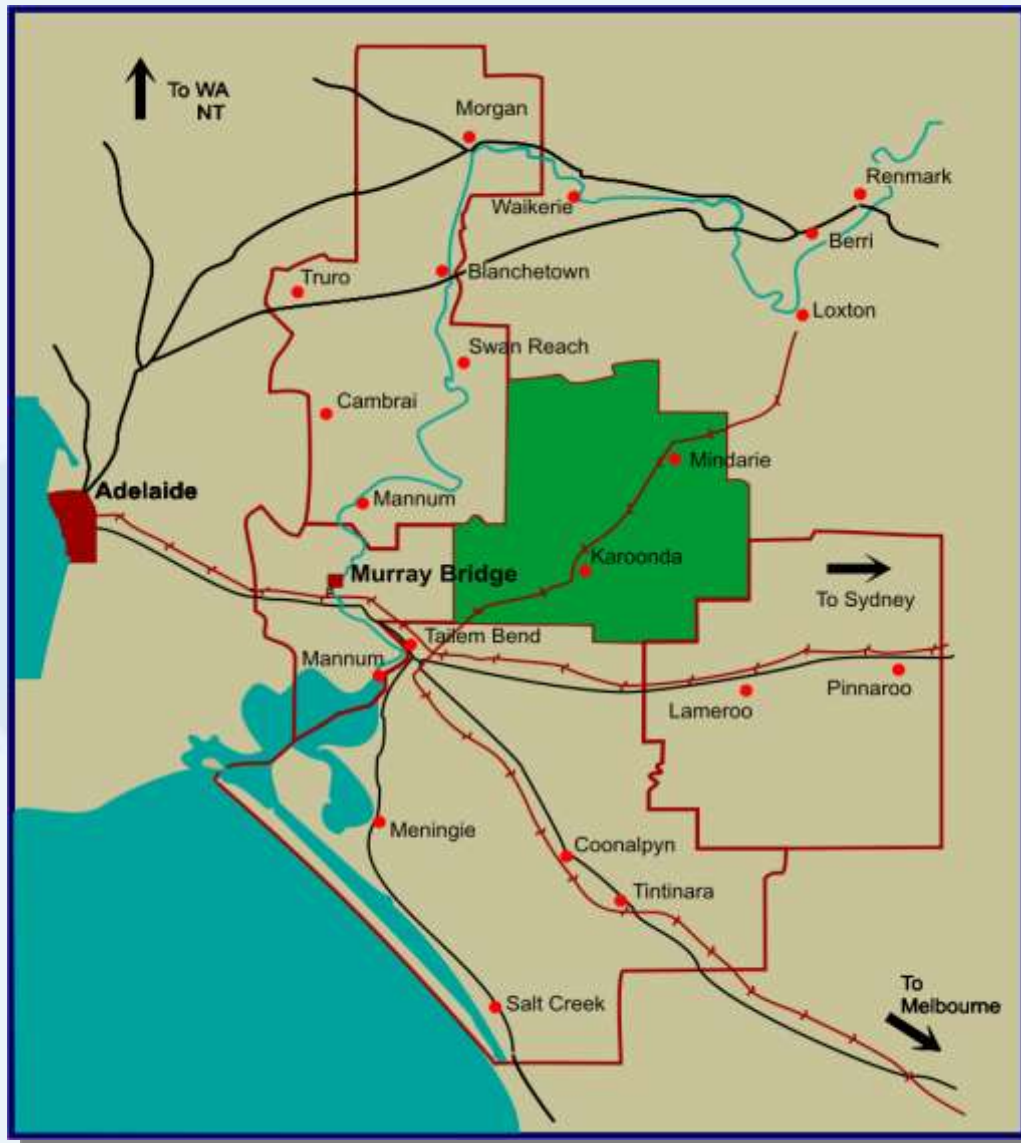 To WA
NT
Morgan
Renmark
Waikerie
Berri
Blanchetown
Truro
Loxton
Swan Reach
Cambrai
Mindarie
Adelaide
Mannum
Karoonda
Murray Bridge
To Sydney
Tailem Bend
Mannum
Pinnaroo
Lameroo
Meningie
Coonalpyn
Tintinara
To
Melbourne
Salt Creek